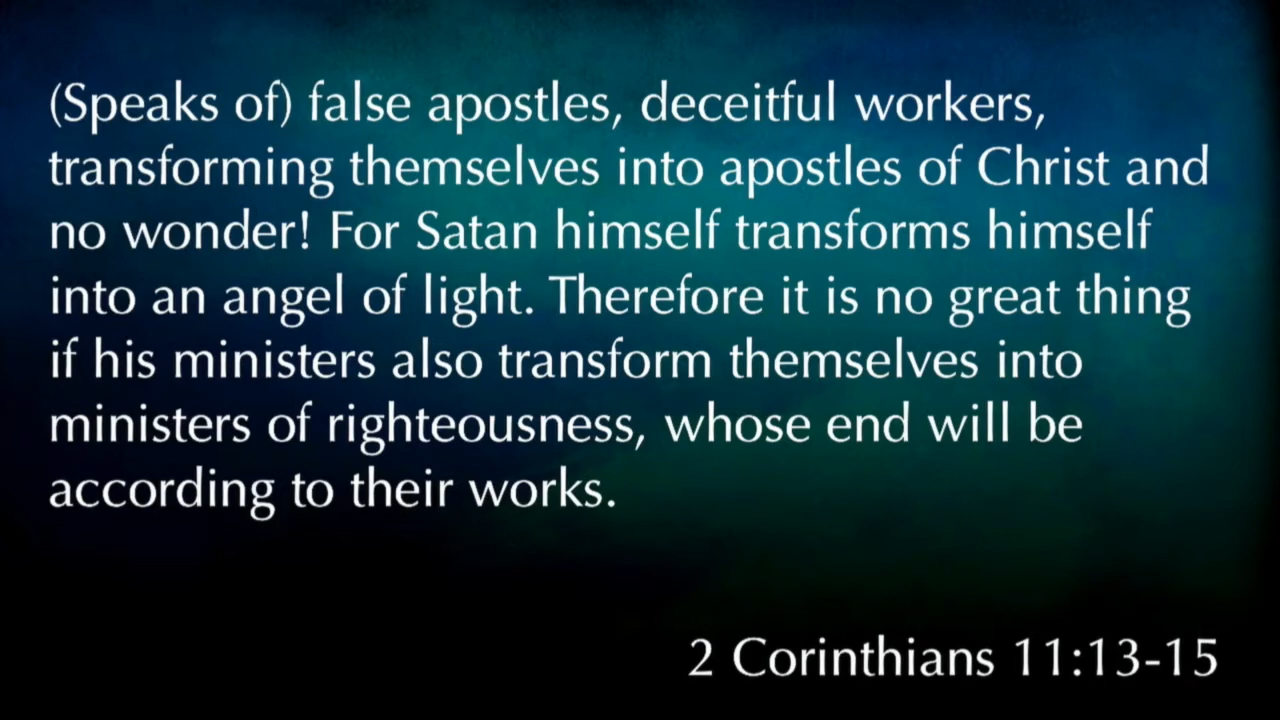 (Speaks of) false apostles, deceitful workers,
transforming themselves into apostles of Christ and
no wonder! For Satan himself transforms himself
into an angel of light. Therefore it is no great thing
if his ministers also transform themselves into
ministers of righteousness, whose end will be
according to their works.
2 Corinthians 11:13-15